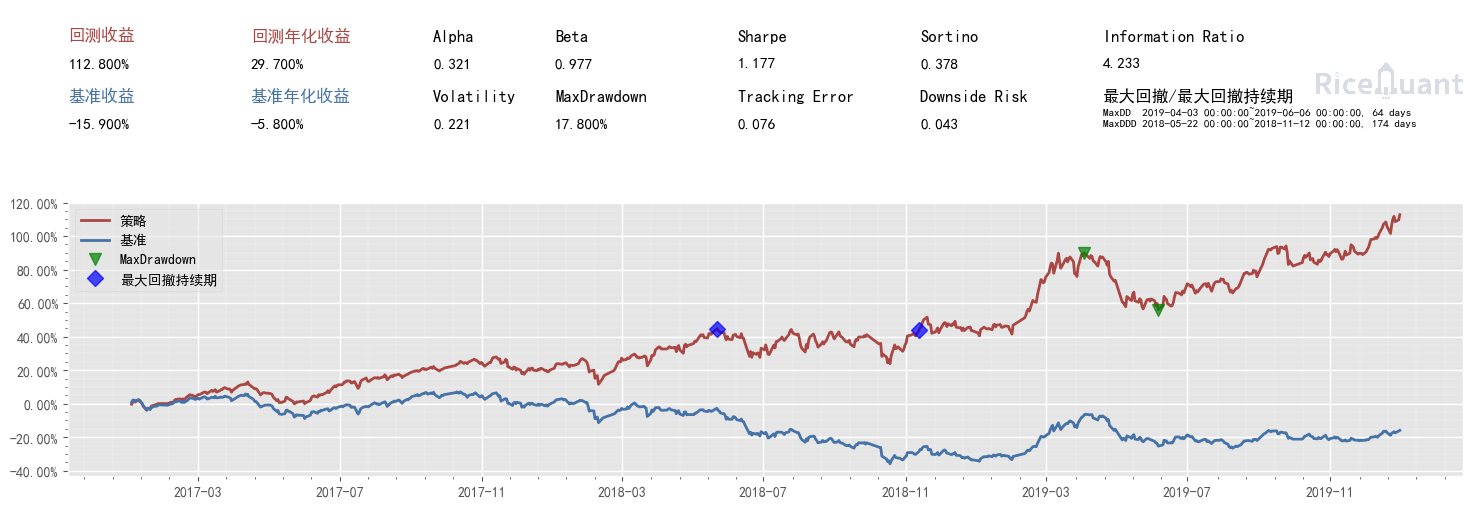 回测收益 回测年化收益 Alpha Beta Sharpe Sortino Information Ratio
112.800% 29.700% 0.321 0.977 1.177 0.378 4.233
RiceQuant
基准收益 基准年化收益 Volatility MaxDrawdown Tracking Error Downside Risk 最大回撤/最大回撤持续期
-15.900% -5.800% 0.221 17.800% 0.076 0.043
MaxDD 2019-04-03 00:00:00~2019-06-06 00:00:00, 64 days
MaxDDD 2018-05-22 00:00:00~2018-11-12 00:00:00, 174 days
120.00%
100.00%
80.00%
60.00%
40.00%
20.00%
0.00%
-20.00%
-40.00%
策略
基准
MaxDrawdown
最大回撤持续期
2017-03 2017-07 2017-11 2018-03 2018-07 2018-11 2019-03 2019-07 2019-11